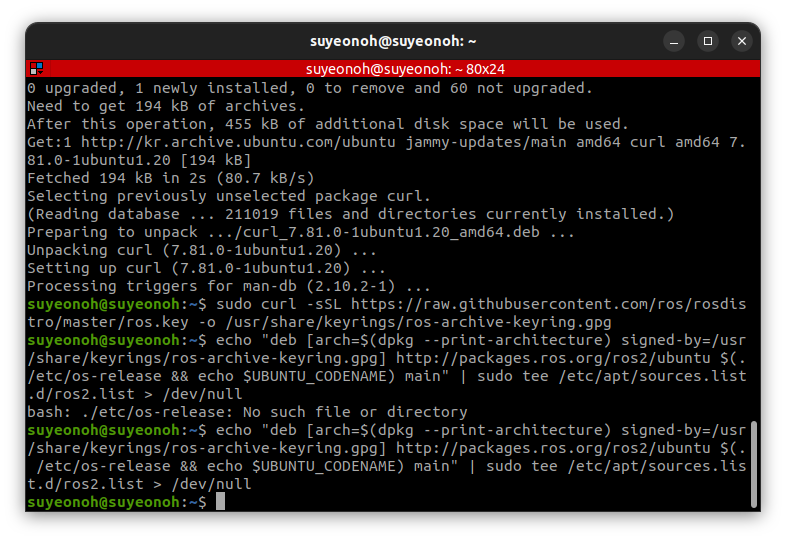 suyeonoh@suyeonoh: ~
suyeonoh@suyeonoh: ~ 80x24
0 upgraded, 1 newly installed, 0 to remove and 60 not upgraded.
Need to get 194 kB of archives.
After this operation, 455 kB of additional disk space will be used.
Get:1 http://kr.archive.ubuntu.com/ubuntu jammy-updates/main amd64 curl amd64 7.
81.0-1ubuntu1.20 [194 kB]
Fetched 194 kB in 2s (80.7 kB/s)
Selecting previously unselected package curl.
(Reading database ... 211019 files and directories currently installed.)
Preparing to unpack .../curl_7.81.0-1ubuntu1.20_amd64.deb ...
Unpacking curl (7.81.0-1ubuntu1.20) ...
Setting up curl (7.81.0-1ubuntu1.20) ...
Processing triggers for man-db (2.10.2-1) ...
suyeonoh@suyeonoh:~$ sudo curl -sSL https://raw.githubusercontent.com/ros/rosdis
tro/master/ros.key -o /usr/share/keyrings/ros-archive-keyring.gpg
suyeonoh@suyeonoh:~$ echo "deb [arch=$(dpkg --print-architecture) signed-by=/usr
/share/keyrings/ros-archive-keyring.gpg] http://packages.ros.org/ros2/ubuntu $(.
/etc/os-release && echo $UBUNTU_CODENAME) main" | sudo tee /etc/apt/sources.list
.d/ros2.list > /dev/null
bash: ./etc/os-release: No such file or directory
suyeonoh@suyeonoh:~$ echo "deb [arch=$(dpkg --print-architecture) signed-by=/usr
/share/keyrings/ros-archive-keyring.gpg] http://packages.ros.org/ros2/ubuntu $(.
 /etc/os-release && echo $UBUNTU_CODENAME) main" | sudo tee /etc/apt/sources.lis
t.d/ros2.list > /dev/null
suyeonoh@suyeonoh:~$